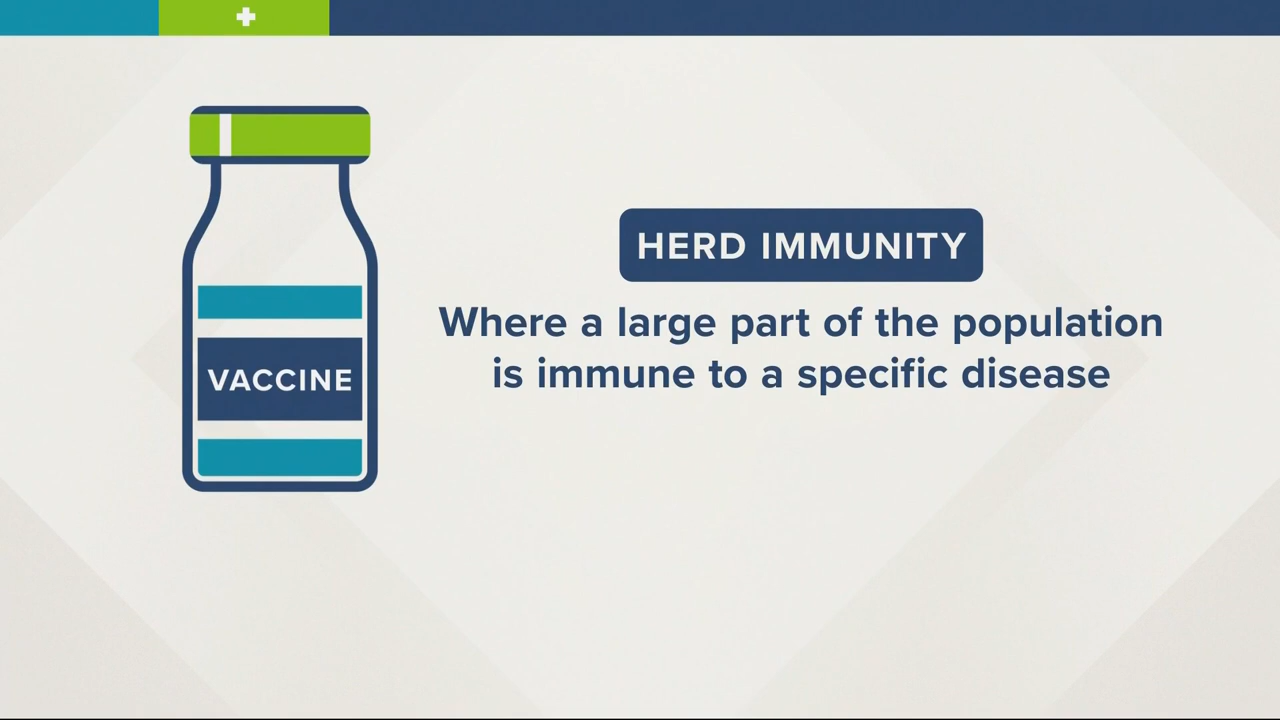 HERD IMMUNITY
Where a large part of the population
is immune to a specific disease
VACCINE